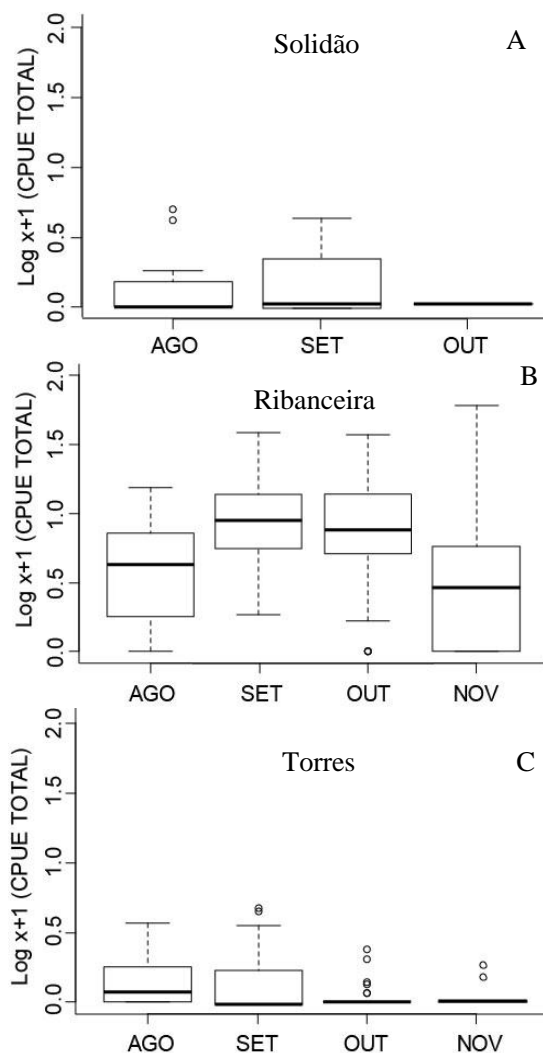 Solidão
A
Log x+1 (CPUE TOTAL)
2.0
1.5
1.0
0.5
0.0
AGO SET OUT
Ribanceira
B
Log x+1 (CPUE TOTAL)
2.0
1.5
1.0
0.5
0.0
AGO SET OUT NOV
Torres
C
Log x+1 (CPUE TOTAL)
2.0
1.5
1.0
0.5
0.0
AGO SET OUT NOV